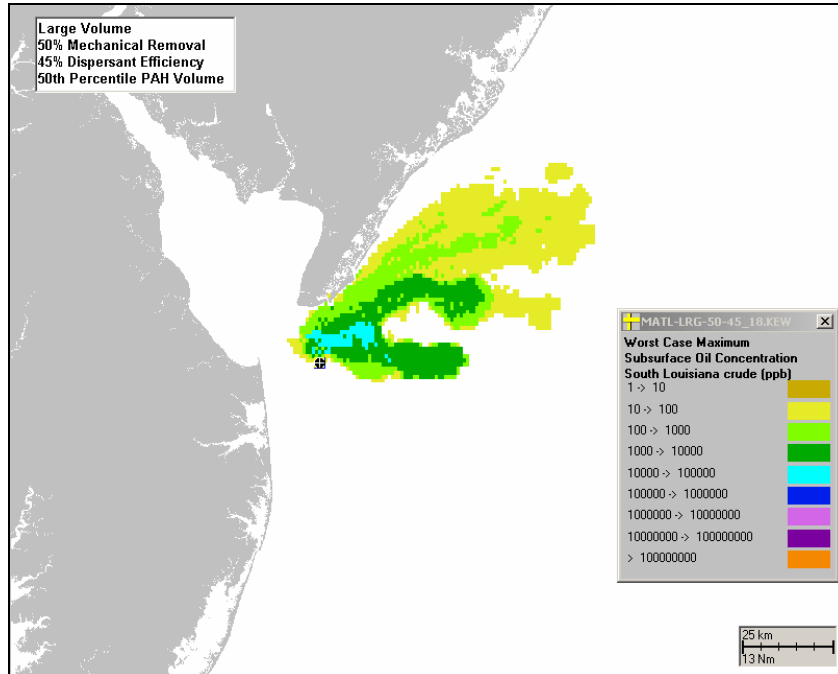 Large Volume
50% Mechanical Removal
45% Dispersant Efficiency
50th Percentile PAH Volume
MATL-LRG-50-45_18.KEW
Worst Case Maximum
Subsurface Oil Concentration
South Louisiana crude (ppb)
1 -> 10
10 -> 100
100 -> 1000
1000 -> 10000
10000 -> 100000
100000 -> 1000000
1000000 -> 10000000
10000000 -> 100000000
> 100000000
25 km
13 Nm